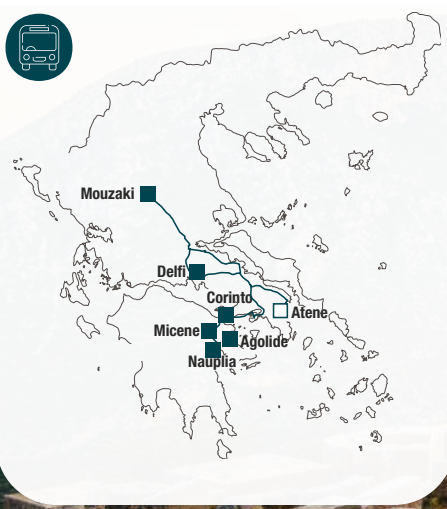 Mouzaki
Delfi
Corinto
Atene
Micene
Agolide
Nauplia